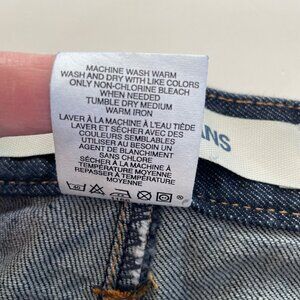 MACHINE WASH WARM
WASH AND DRY WITH LIKE COLORS
ONLY NON-CHLORINE BLEACH
WHEN NEEDED
TUMBLE DRY MEDIUM
WARM IRON
LAVER À LA MACHINE À L'EAU TIÈDE
ET SÉCHER AVEC DES
COULEURS SEMBLABLES
UTILISER AU BESOIN UN
AGENT DE BLANCHIMENT
SANS CHLORE
SÉCHER À LA MACHINE À
TEMPÉRATURE MOYENNE
REPASSER À TEMPÉRATURE
MOYENNE
ANS